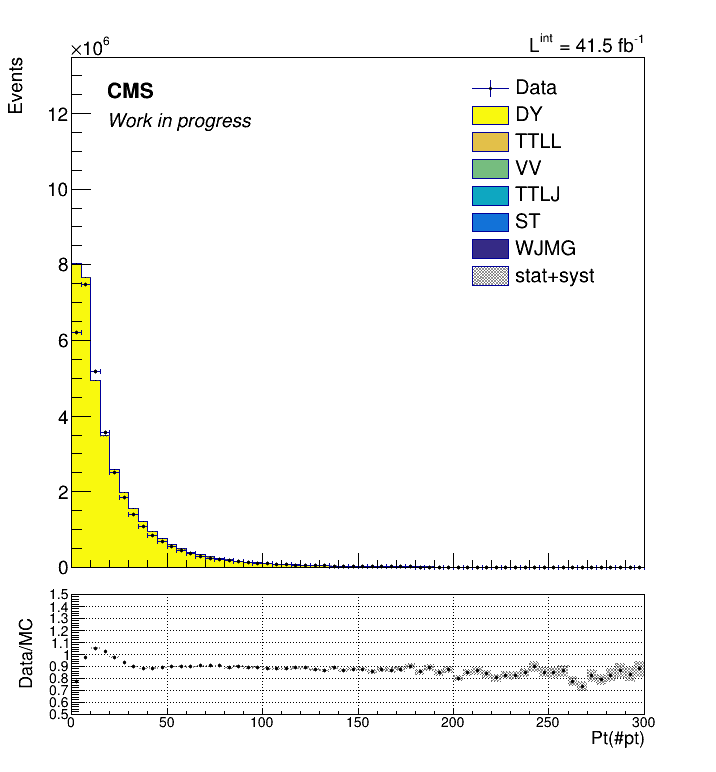 ×10⁶
L^int = 41.5 fb⁻¹
Events
CMS
Work in progress
Data
DY
TTLL
VV
TTLJ
ST
WJMG
stat+syst
12
10
8
6
4
2
0
Data/MC
1.5
1.4
1.3
1.2
1.1
1
0.9
0.8
0.7
0.6
0.5
0 50 100 150 200 250 300
Pt(#pt)